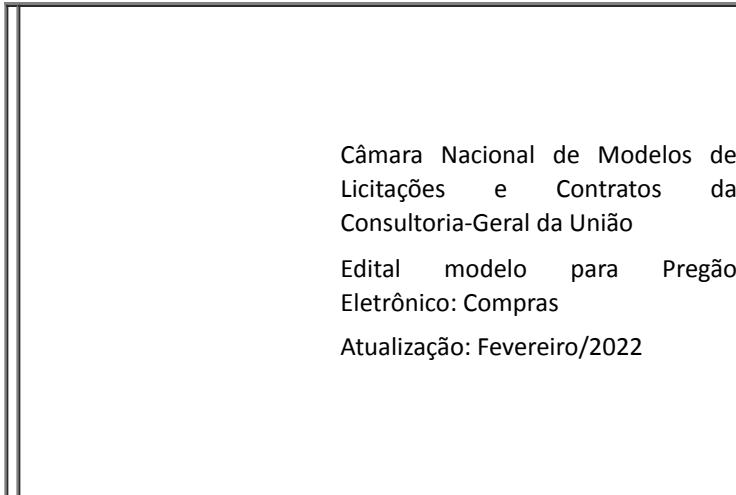 Câmara Nacional de Modelos de
Licitações e Contratos da
Consultoria-Geral da União
Edital modelo para Pregão
Eletrônico: Compras
Atualização: Fevereiro/2022